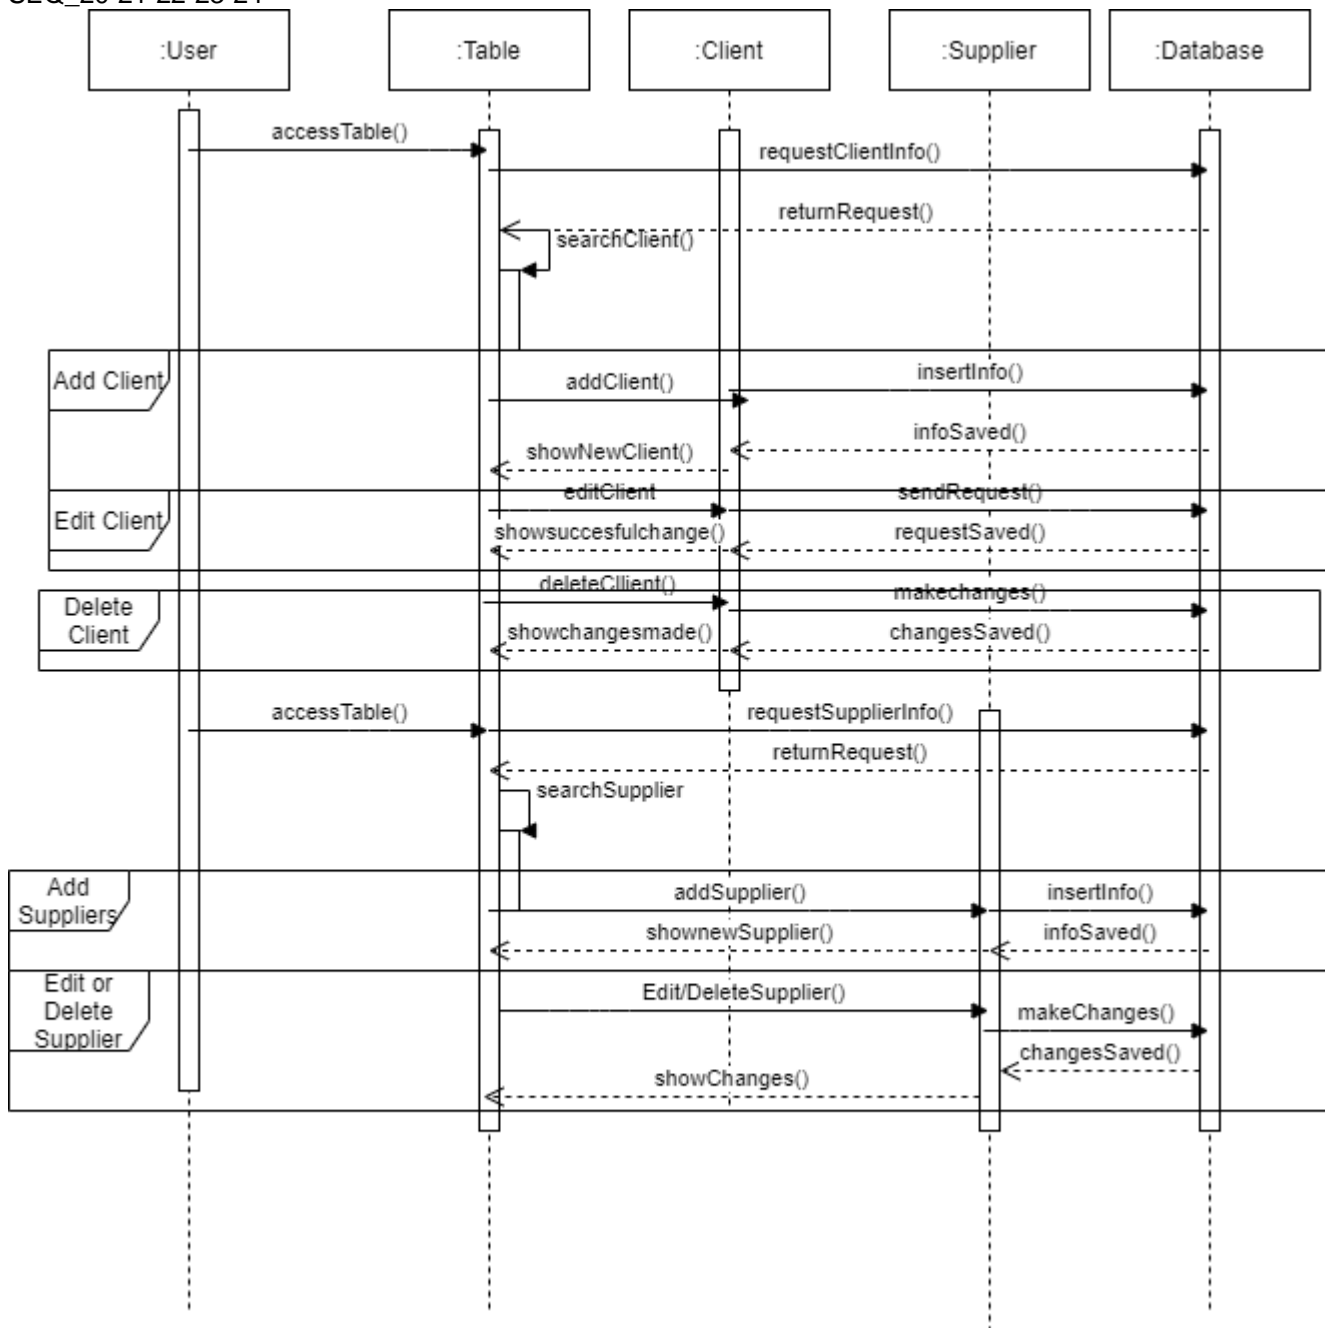 :User
:Table
:Client
:Supplier
:Database
accessTable()
requestClientInfo()
returnRequest()
searchClient()
Add Client
addClient()
insertInfo()
infoSaved()
showNewClient()
Edit Client
editClient
sendRequest()
showsuccesfulchange()
requestSaved()
Delete
Client
deleteCllient()
makechanges()
showchangesmade()
changesSaved()
accessTable()
requestSupplierInfo()
returnRequest()
searchSupplier
Add
Suppliers
addSupplier()
insertInfo()
shownewSupplier()
infoSaved()
Edit or
Delete
Supplier
Edit/DeleteSupplier()
makeChanges()
changesSaved()
showChanges()